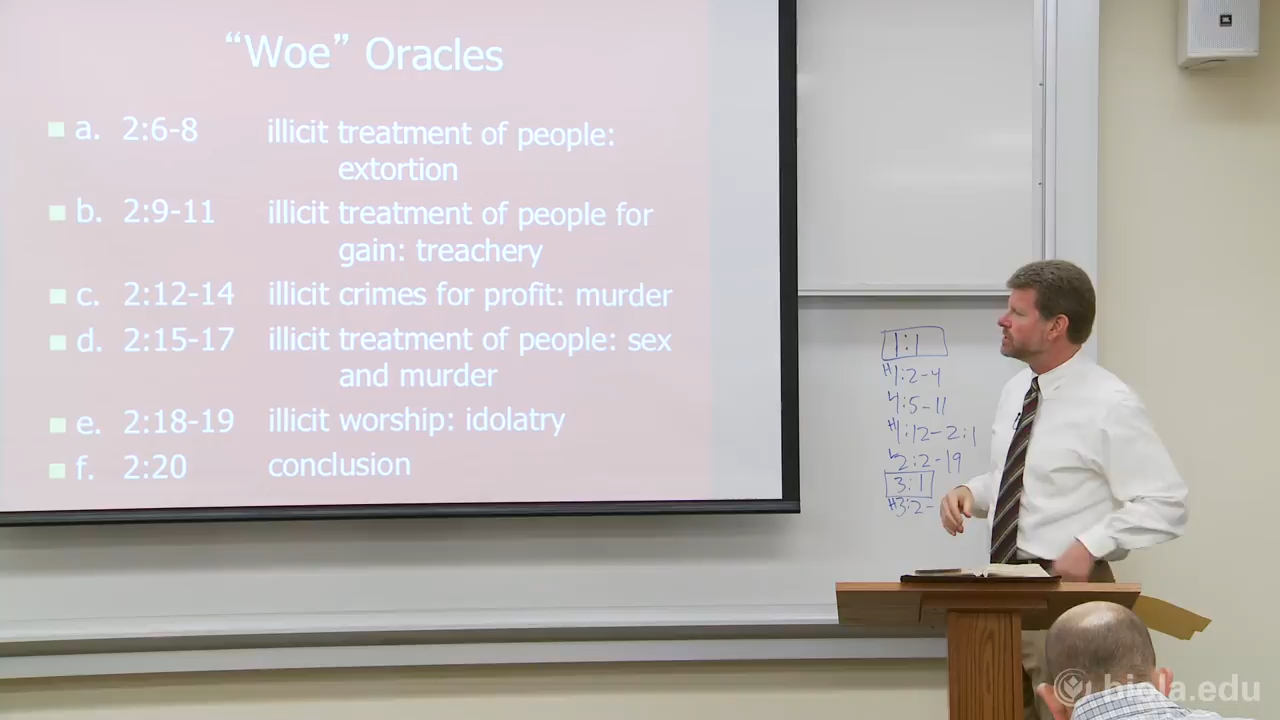 “Woe” Oracles
a. 2:6-8 illicit treatment of people:
extortion
b. 2:9-11 illicit treatment of people for
gain: treachery
c. 2:12-14 illicit crimes for profit: murder
d. 2:15-17 illicit treatment of people: sex
and murder
e. 2:18-19 illicit worship: idolatry
f. 2:20 conclusion
1:1
H1:2-4
:5-11
H1:12-2:1
2:2-19
3:1
H3:2-
JBL
biola.edu